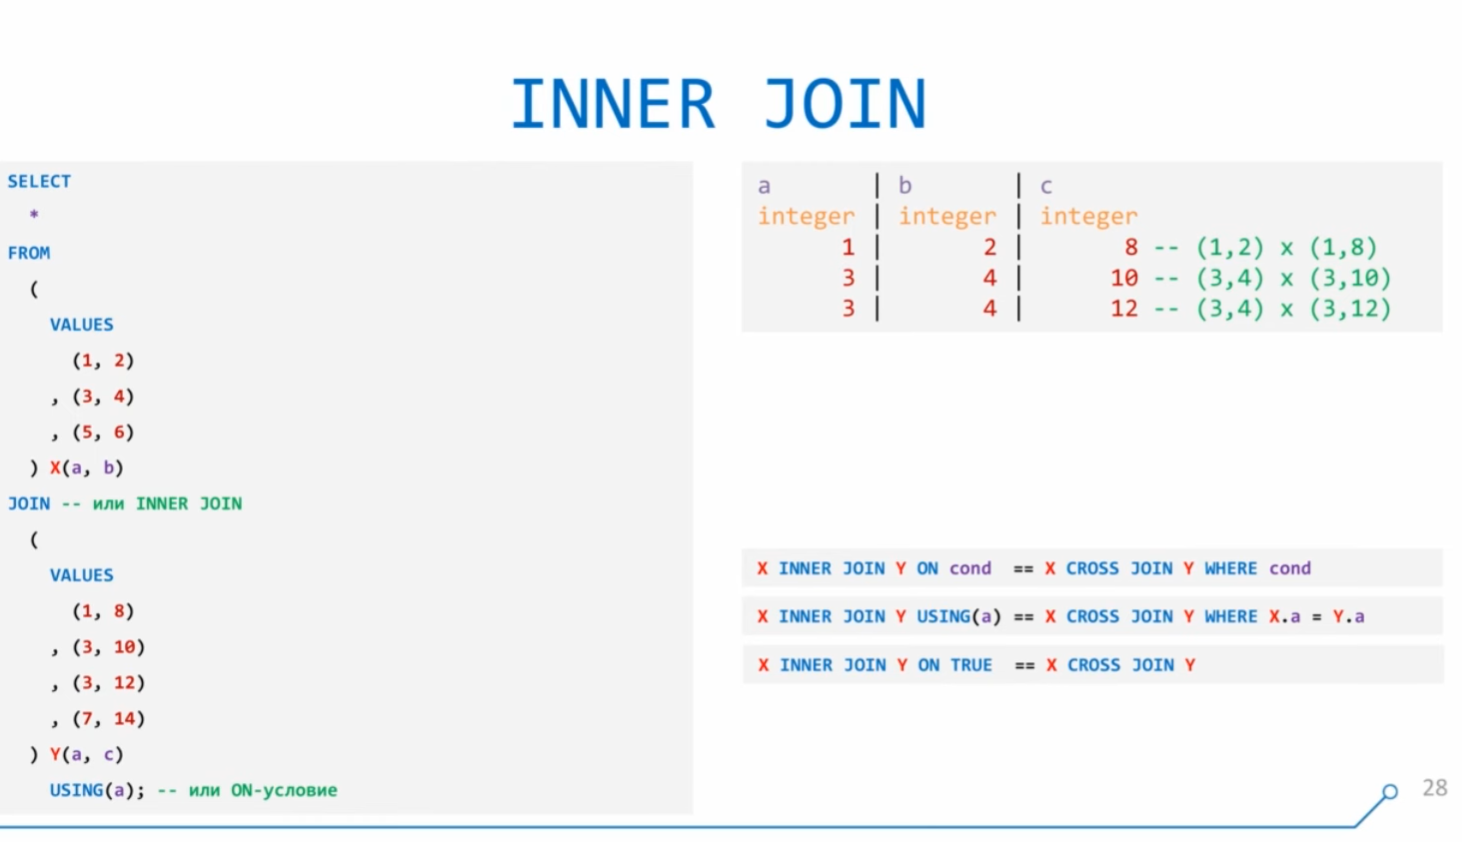 INNER JOIN
SELECT
*
FROM
(
VALUES
(1, 2)
, (3, 4)
, (5, 6)
) X(a, b)
JOIN -- или INNER JOIN
(
VALUES
(1, 8)
, (3, 10)
, (3, 12)
, (7, 14)
) Y(a, c)
USING(a); -- или ON-условие
a | b | c
integer | integer | integer
1 | 2 | 8 -- (1,2) x (1,8)
3 | 4 | 10 -- (3,4) x (3,10)
3 | 4 | 12 -- (3,4) x (3,12)
X INNER JOIN Y ON cond == X CROSS JOIN Y WHERE cond
X INNER JOIN Y USING(a) == X CROSS JOIN Y WHERE X.a = Y.a
X INNER JOIN Y ON TRUE == X CROSS JOIN Y
28